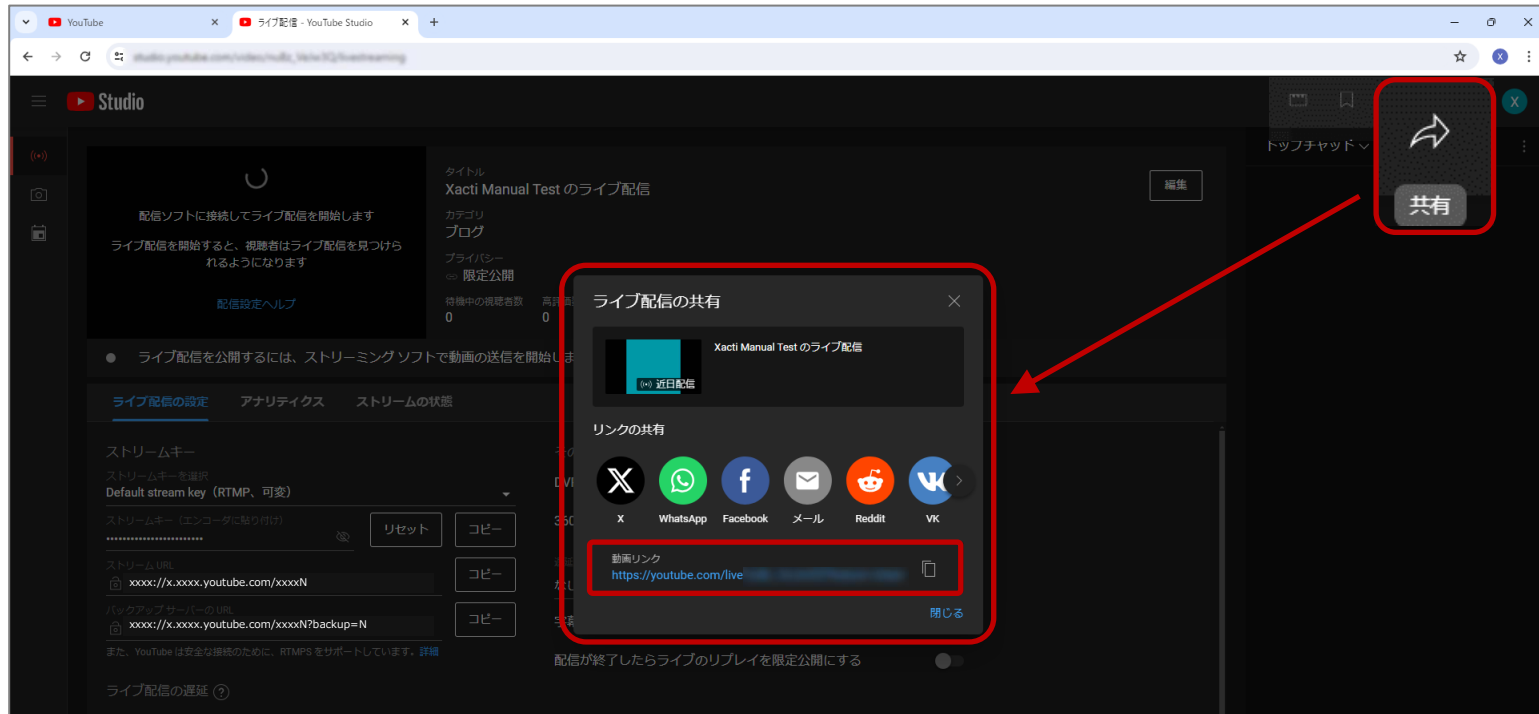 YouTube
ライブ配信 - YouTube Studio
Studio
トップチャット
共有
配信ソフトに接続してライブ配信を開始します
ライブ配信を開始すると、視聴者はライブ配信を見つけら
れるようになります
配信設定ヘルプ
タイトル
Xacti Manual Test のライブ配信
編集
カテゴリ
ブログ
プライバシー
限定公開
待機中の視聴者数
0
0
ライブ配信を公開するには、ストリーミング ソフトで動画の送信を開始しま
ライブ配信の設定 アナリティクス ストリームの状態
ストリームキー
ストリームキーを選択
Default stream key（RTMP、可変）
ストリームキー（エンコーダに貼り付け）
リセット コピー
ストリーム URL
xxxx://x.xxxx.youtube.com/xxxxN
コピー
バックアップ サーバーの URL
xxxx://x.xxxx.youtube.com/xxxxN?backup=N
コピー
また、YouTube は安全な接続のために、RTMPS をサポートしています。詳細
ライブ配信の遅延
ライブ配信の共有
Xacti Manual Test のライブ配信
近日配信
リンクの共有
X WhatsApp Facebook メール Reddit VK
動画リンク
https://youtube.com/live
閉じる
配信が終了したらライブのリプレイを限定公開にする
X